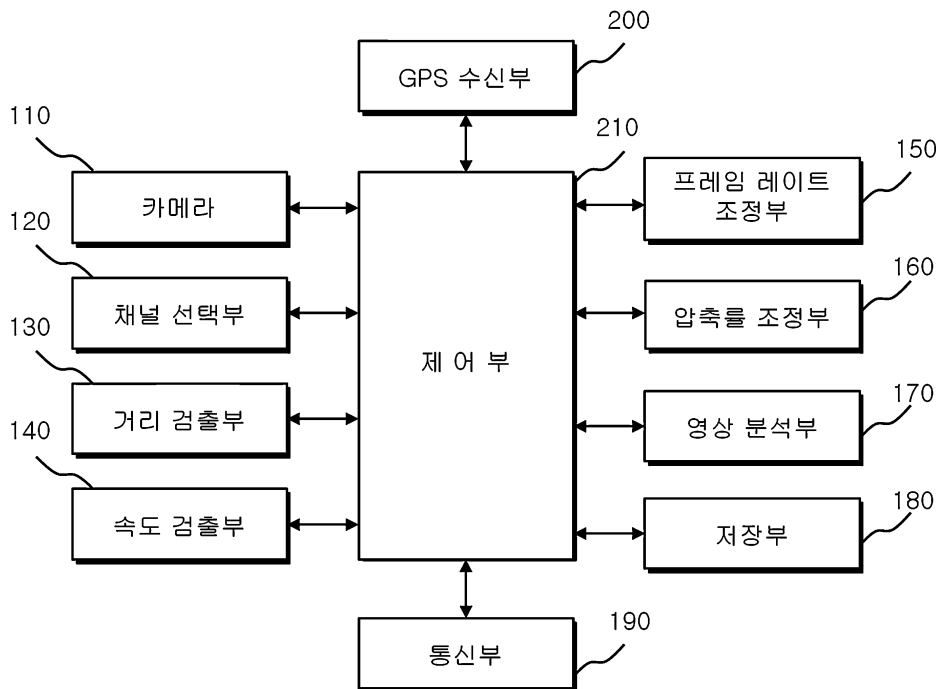 200
GPS 수신부
110
210
150
카메라
프레임 레이트
조정부
120
160
채널 선택부
압축률 조정부
130
제 어 부
170
거리 검출부
영상 분석부
140
180
속도 검출부
저장부
190
통신부